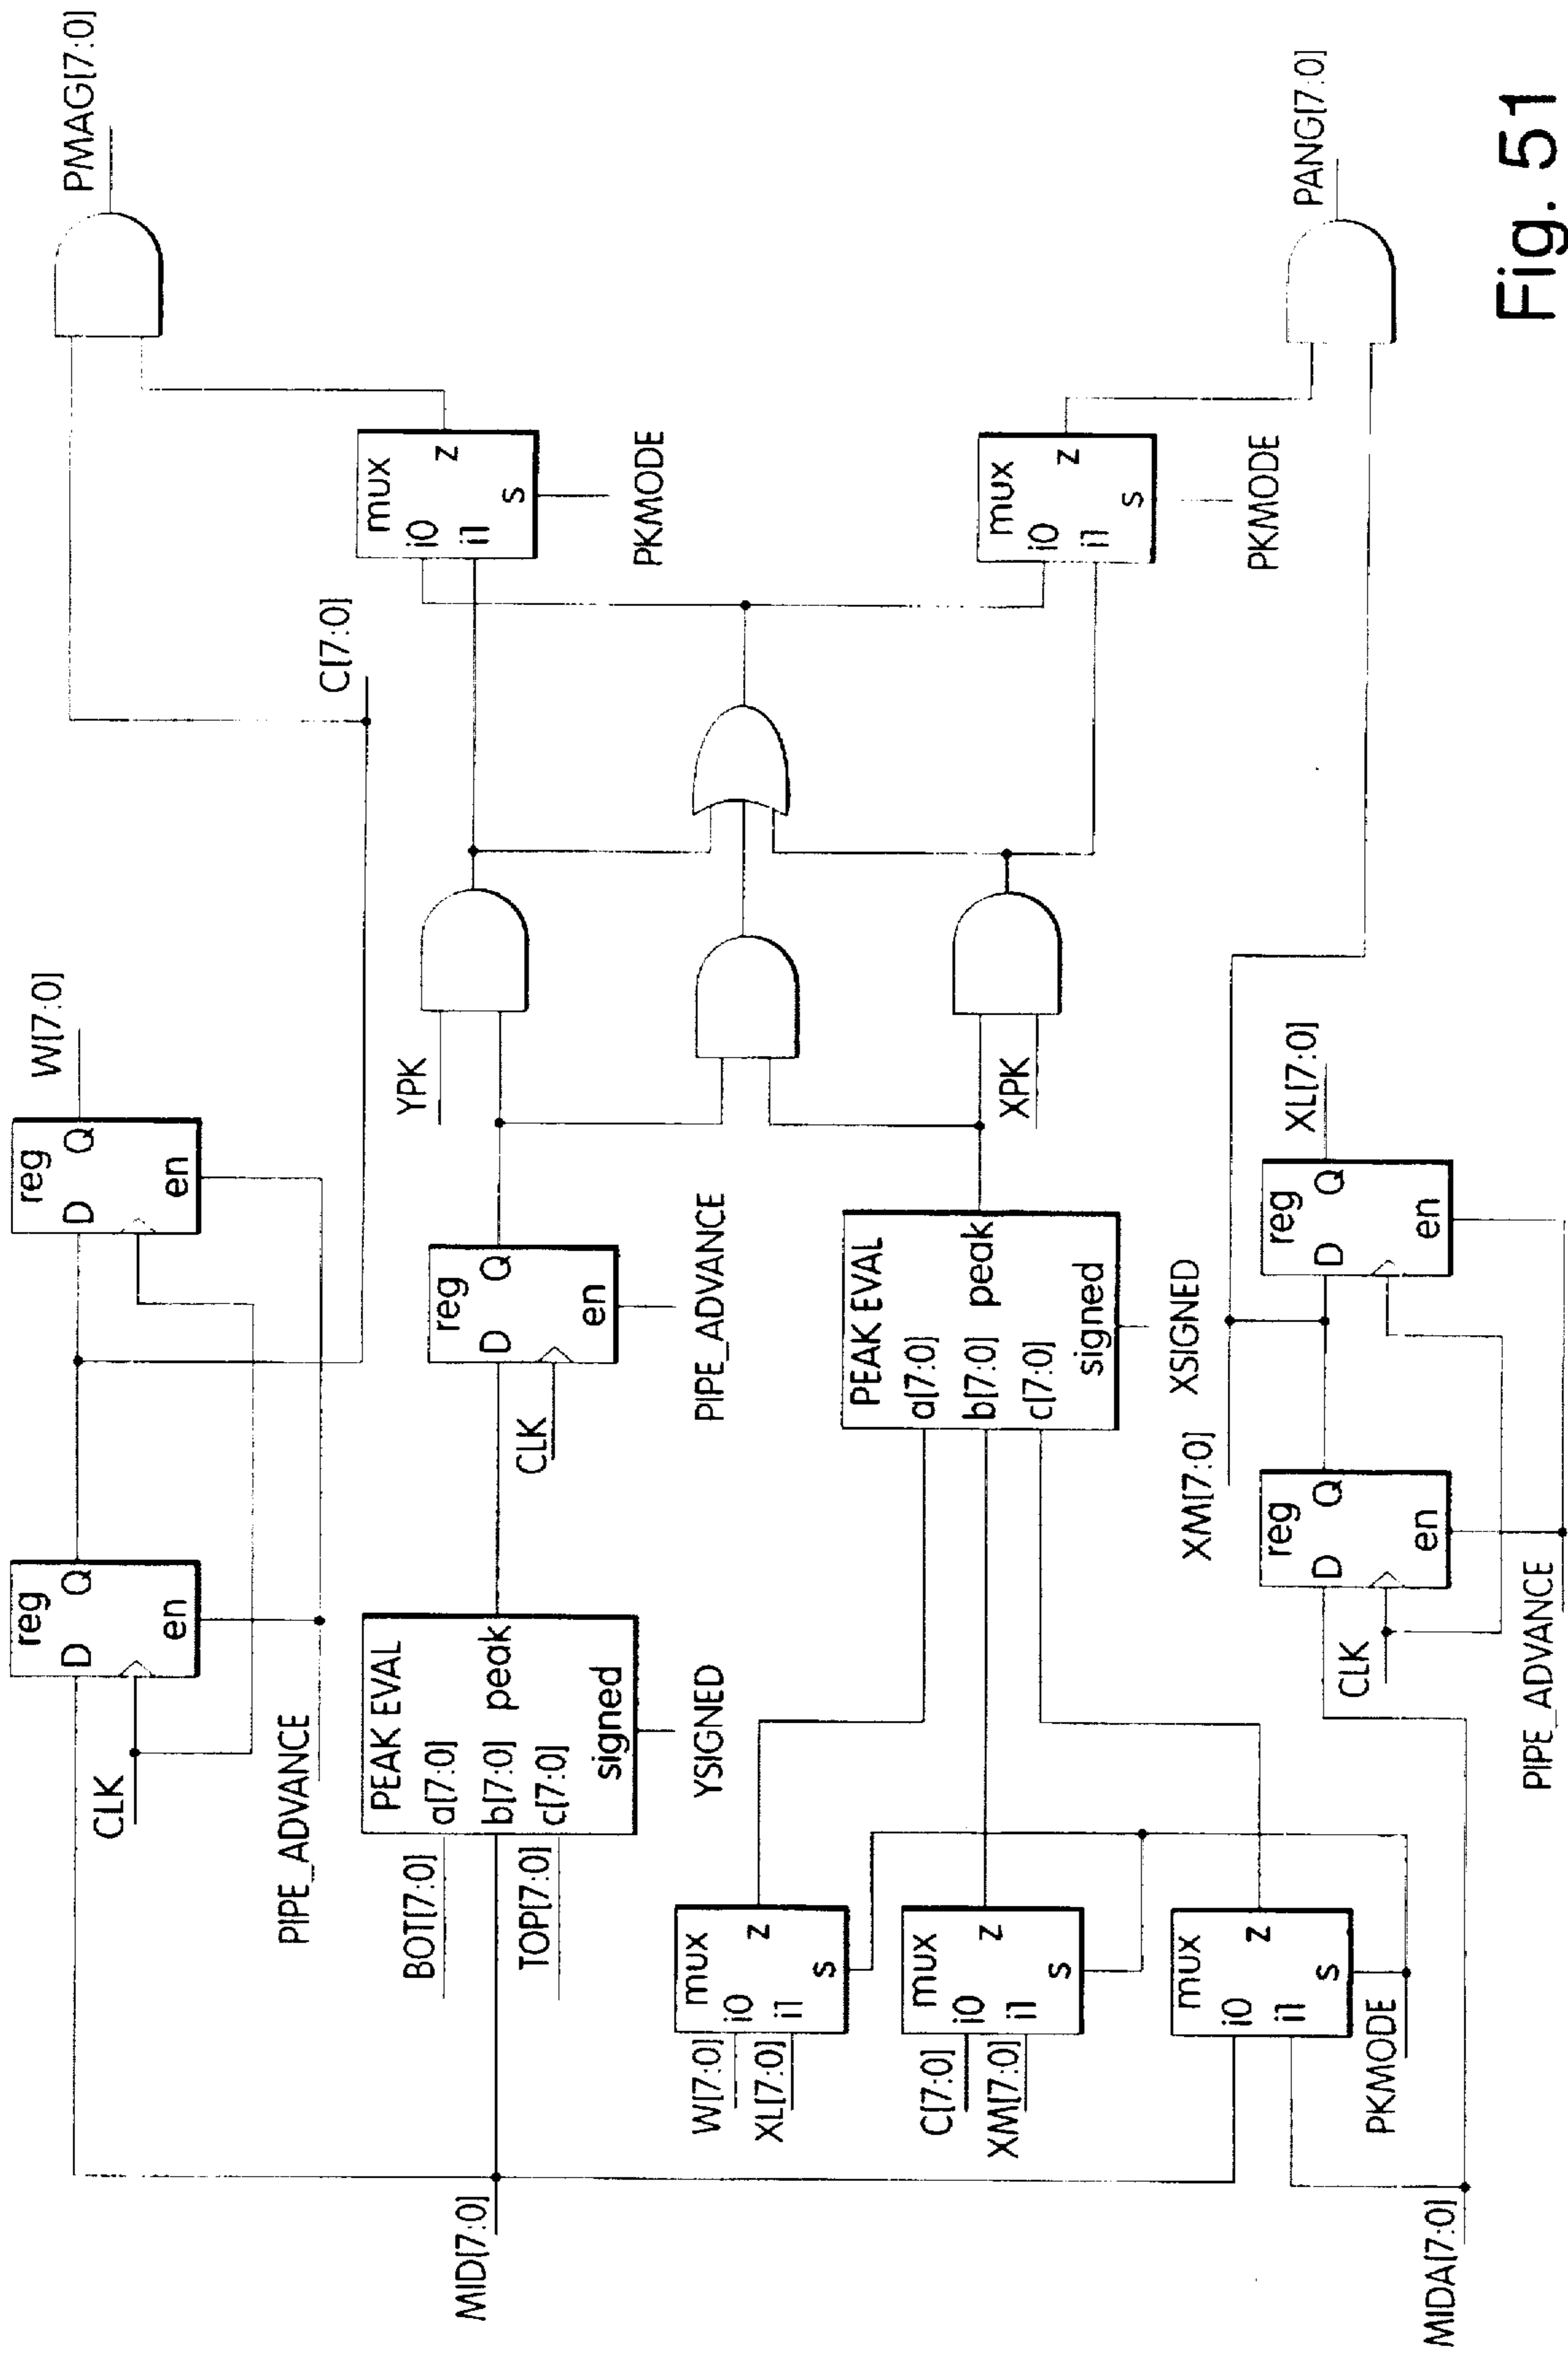 PMAG[7:0]
W[7:0]
reg
D Q
en
reg
D Q
en
CLK
PIPE_ADVANCE
C[7:0]
mux
i0 z
i1
s
PKMODE
YPK
reg
D Q
en
CLK
PIPE_ADVANCE
PEAK EVAL
a[7:0]
b[7:0] peak
c[7:0]
signed
YSIGNED
BOT[7:0]
TOP[7:0]
MID[7:0]
mux
i0 z
i1
s
W[7:0]
XL[7:0]
mux
i0 z
i1
s
C[7:0]
XM[7:0]
mux
i0 z
i1
s
PKMODE
PEAK EVAL
a[7:0]
b[7:0] peak
c[7:0]
signed
XSIGNED
XPK
mux
i0 z
i1
s
PKMODE
PANG[7:0]
XM[7:0]
XL[7:0]
reg
D Q
en
reg
D Q
en
CLK
PIPE_ADVANCE
MIDA[7:0]
Fig. 51